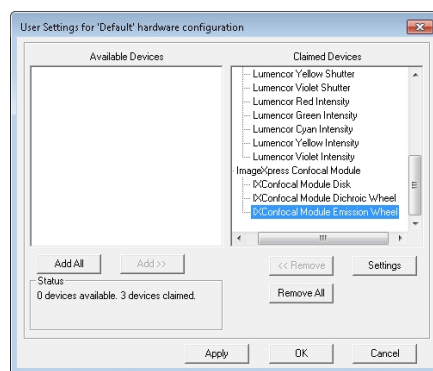 User Settings for 'Default' hardware configuration
Available Devices
Claimed Devices
Lumencor Yellow Shutter
Lumencor Violet Shutter
Lumencor Red Intensity
Lumencor Green Intensity
Lumencor Cyan Intensity
Lumencor Yellow Intensity
Lumencor Violet Intensity
ImageXpress Confocal Module
IXConfocal Module Disk
IXConfocal Module Dichroic Wheel
IXConfocal Module Emission Wheel
Add All
Add >>
<< Remove
Settings
Status
0 devices available. 3 devices claimed.
Remove All
Apply
OK
Cancel